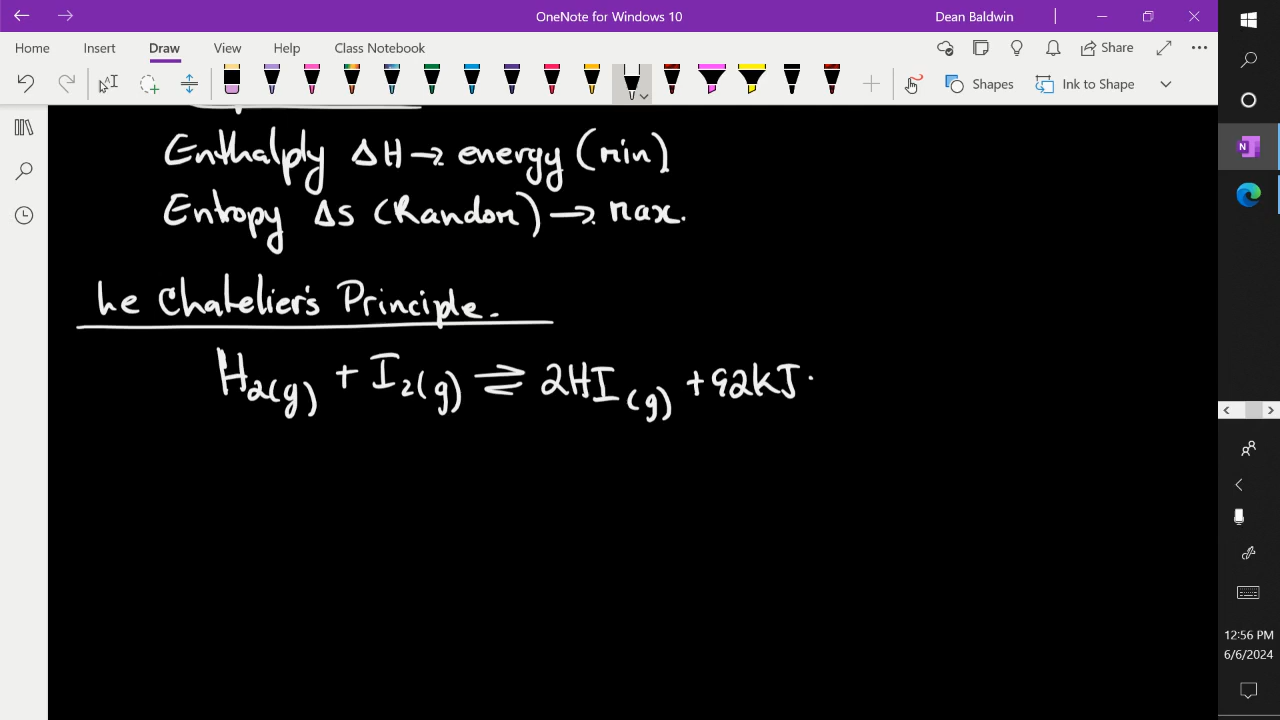 OneNote for Windows 10
Dean Baldwin
Home Insert Draw View Help Class Notebook
Share
Shapes
Ink to Shape
Enthalply ΔH → energy (min)
Entropy ΔS (Random) → max.
Le Chatelier's Principle.
H2(g) + I2(g) ⇌ 2HI(g) + 92kJ.
12:56 PM
6/6/2024